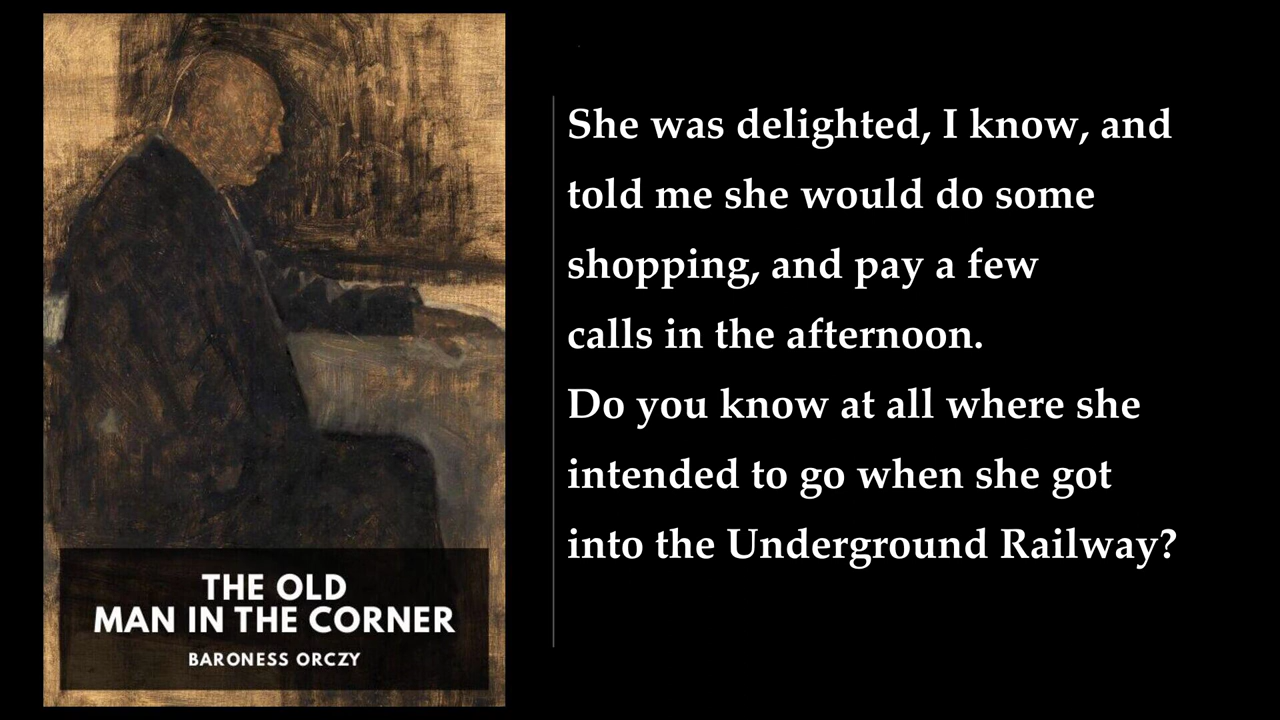 THE OLD
MAN IN THE CORNER
BARONESS ORCZY
She was delighted, I know, and
told me she would do some
shopping, and pay a few
calls in the afternoon.
Do you know at all where she
intended to go when she got
into the Underground Railway?